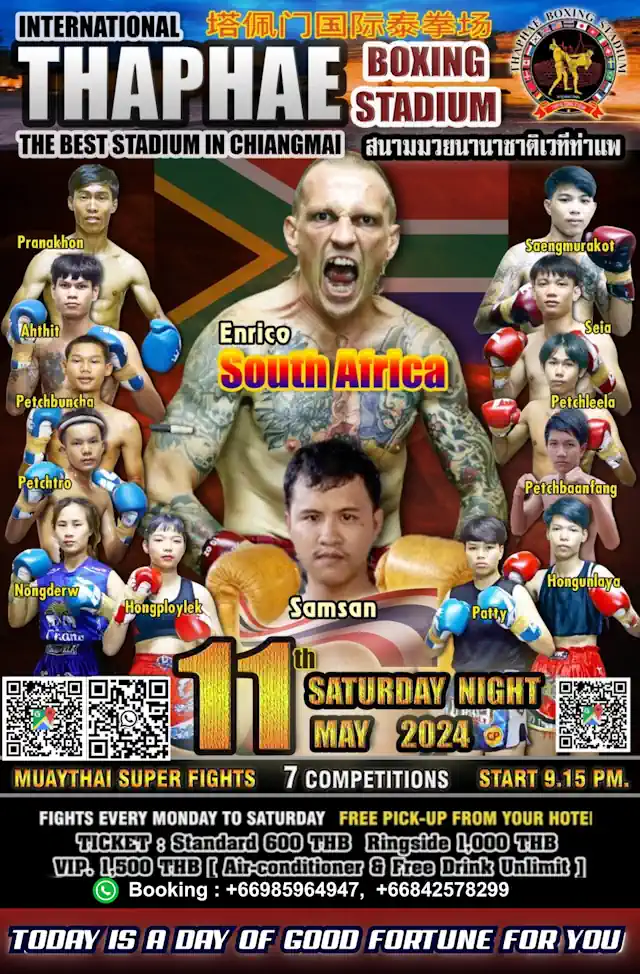 INTERNATIONAL
塔佩门国际泰拳场
THAPHAE
BOXING
STADIUM
THE BEST STADIUM IN CHIANGMAI
สนามมวยนานาชาติเวทีท่าแพ
THAPHAE BOXING STADIUM
Pranakhon
Saengmurakot
Ahthit
Enrico
Seia
South Africa
Petchbuncha
Petchleela
Petchtro
Petchbaanfang
Nongderw
Hongploylek
Samsan
Patty
Hongunlaya
11th
SATURDAY NIGHT
MAY 2024
MUAYTHAI SUPER FIGHTS 7 COMPETITIONS START 9.15 PM.
FIGHTS EVERY MONDAY TO SATURDAY FREE PICK-UP FROM YOUR HOTEl
TICKET : Standard 600 THB Ringside 1,000 THB
VIP. 1,500 THB [ Air-conditioner & Free Drink Unlimit ]
Booking : +66985964947, +66842578299
TODAY IS A DAY OF GOOD FORTUNE FOR YOU